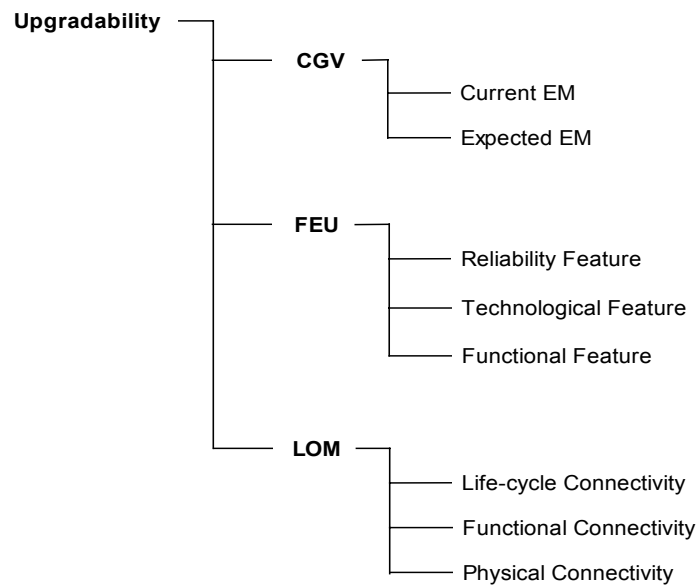 Upgradability
CGV
Current EM
Expected EM
FEU
Reliability Feature
Technological Feature
Functional Feature
LOM
Life-cycle Connectivity
Functional Connectivity
Physical Connectivity